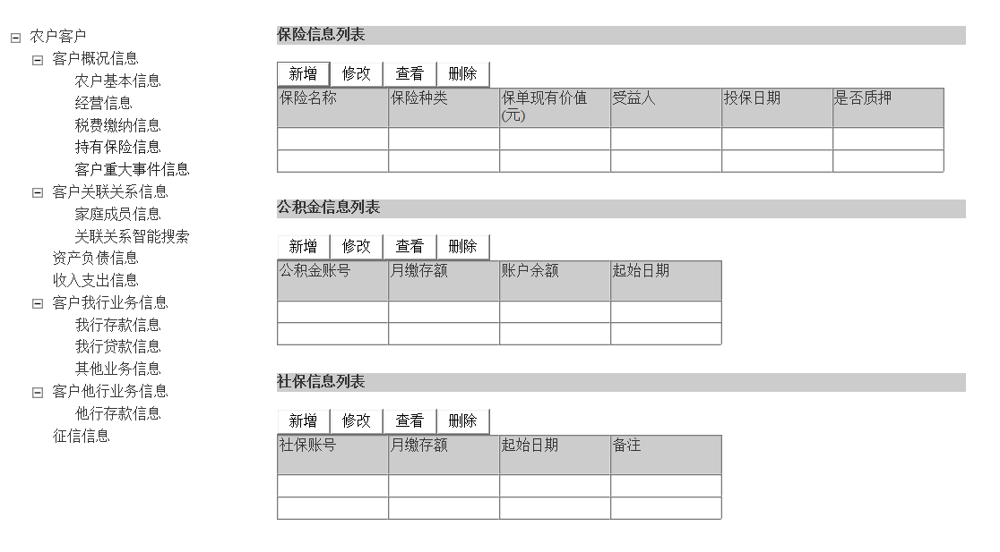 农户客户
客户概况信息
农户基本信息
经营信息
税费缴纳信息
持有保险信息
客户重大事件信息
客户关联关系信息
家庭成员信息
关联关系智能搜索
资产负债信息
收入支出信息
客户我行业务信息
我行存款信息
我行贷款信息
其他业务信息
客户他行业务信息
他行存款信息
征信信息
保险信息列表
新增 修改 查看 删除
保险名称 保险种类 保单现有价值 受益人 投保日期 是否质押
(元)
公积金信息列表
新增 修改 查看 删除
公积金账号 月缴存额 账户余额 起始日期
社保信息列表
新增 修改 查看 删除
社保账号 月缴存额 起始日期 备注